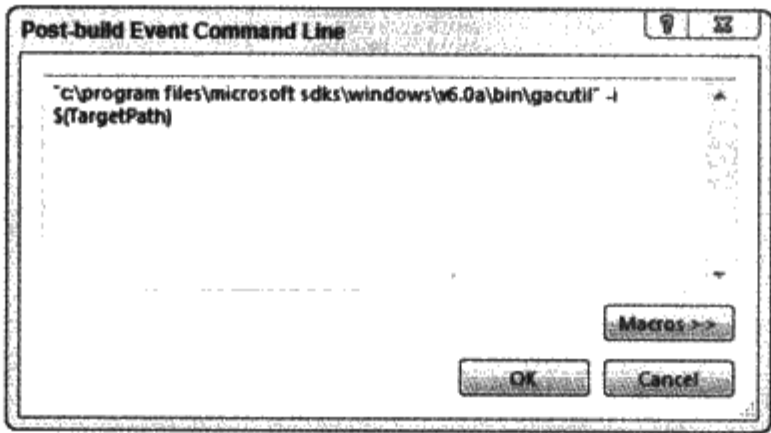 Post-build Event Command Line
"c:\program files\microsoft sdks\windows\v6.0a\bin\gacutil" -i
$(TargetPath)
Macros >>
OK
Cancel